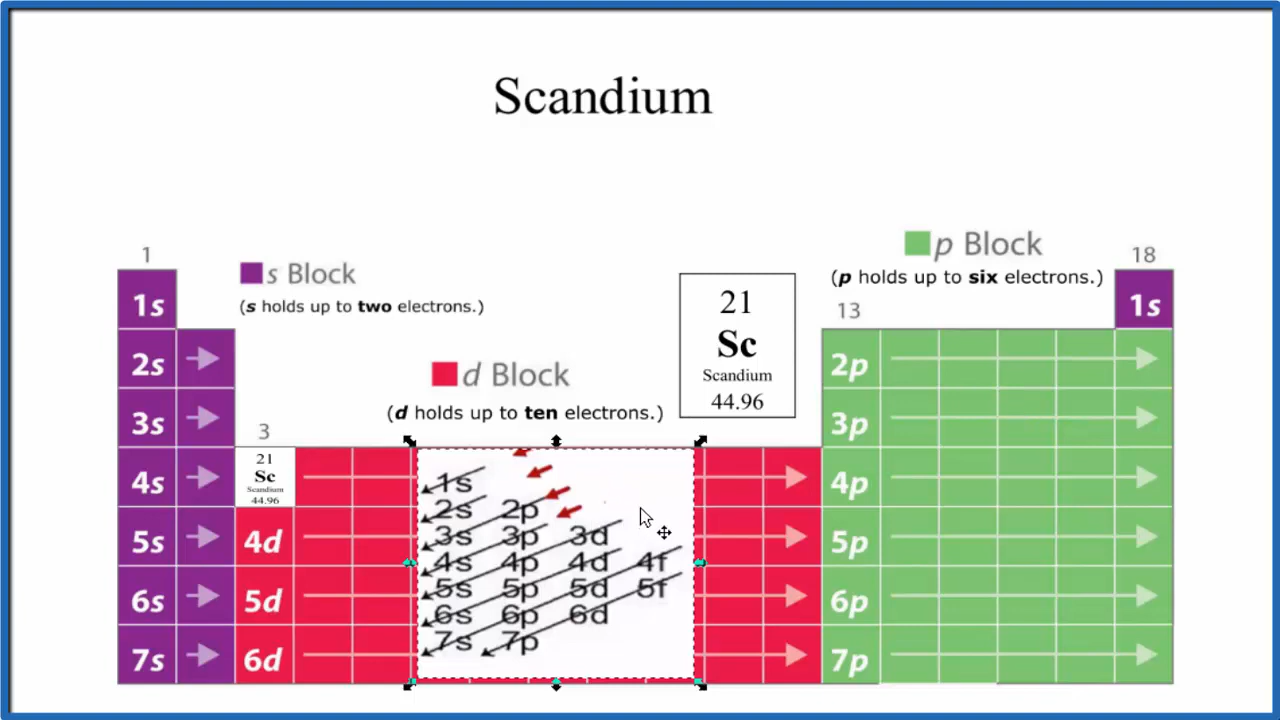 Scandium
1
s Block
(s holds up to two electrons.)
p Block
(p holds up to six electrons.)
18
13
1s
1s
21
Sc
Scandium
44.96
d Block
(d holds up to ten electrons.)
2s
2p
3s
3p
3
4s
21
Sc
Scandium
44.96
4p
5s
4d
5p
6s
5d
6p
7s
6d
7p
1s
2s 2p
3s 3p 3d
4s 4p 4d 4f
5s 5p 5d 5f
6s 6p 6d
7s 7p